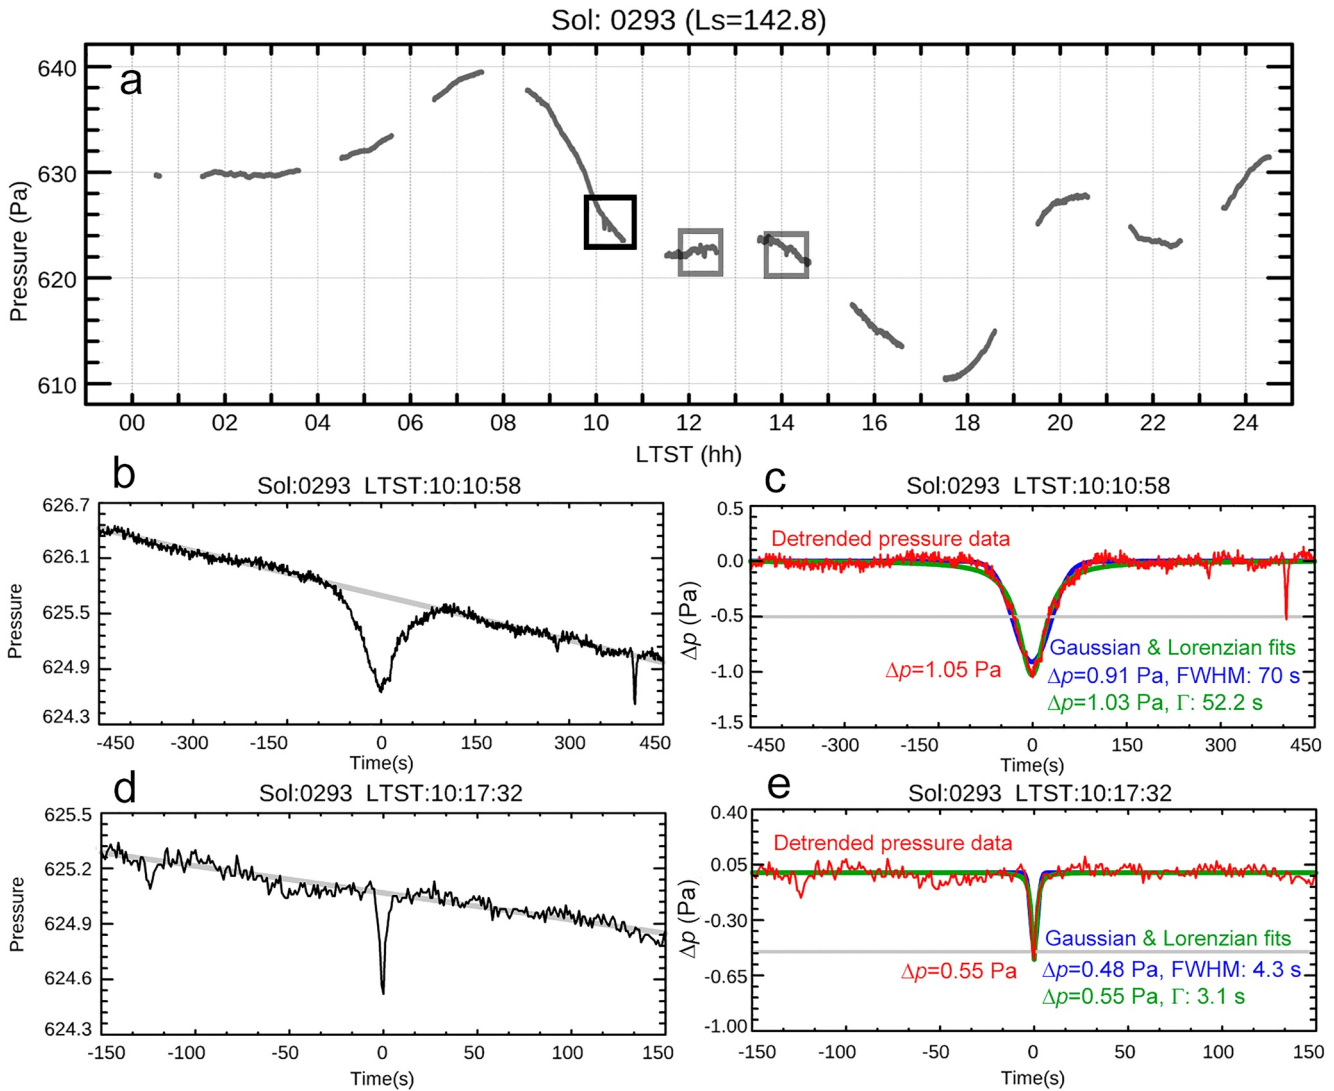 Sol: 0293 (Ls=142.8)
a
640
630
620
610
Pressure (Pa)
00 02 04 06 08 10 12 14 16 18 20 22 24
LTST (hh)
b
Sol:0293 LTST:10:10:58
626.7
626.1
625.5
624.9
624.3
Pressure
-450 -300 -150 0 150 300 450
Time(s)
c
Sol:0293 LTST:10:10:58
0.5
0.0
-0.5
-1.0
-1.5
Δp (Pa)
Detrended pressure data
Gaussian & Lorenzian fits
Δp=1.05 Pa
Δp=0.91 Pa, FWHM: 70 s
Δp=1.03 Pa, Γ: 52.2 s
-450 -300 -150 0 150 300 450
Time(s)
d
Sol:0293 LTST:10:17:32
625.5
625.2
624.9
624.6
624.3
Pressure
-150 -100 -50 0 50 100 150
Time(s)
e
Sol:0293 LTST:10:17:32
0.40
0.05
-0.30
-0.65
-1.00
Δp (Pa)
Detrended pressure data
Gaussian & Lorenzian fits
Δp=0.55 Pa
Δp=0.48 Pa, FWHM: 4.3 s
Δp=0.55 Pa, Γ: 3.1 s
-150 -100 -50 0 50 100 150
Time(s)